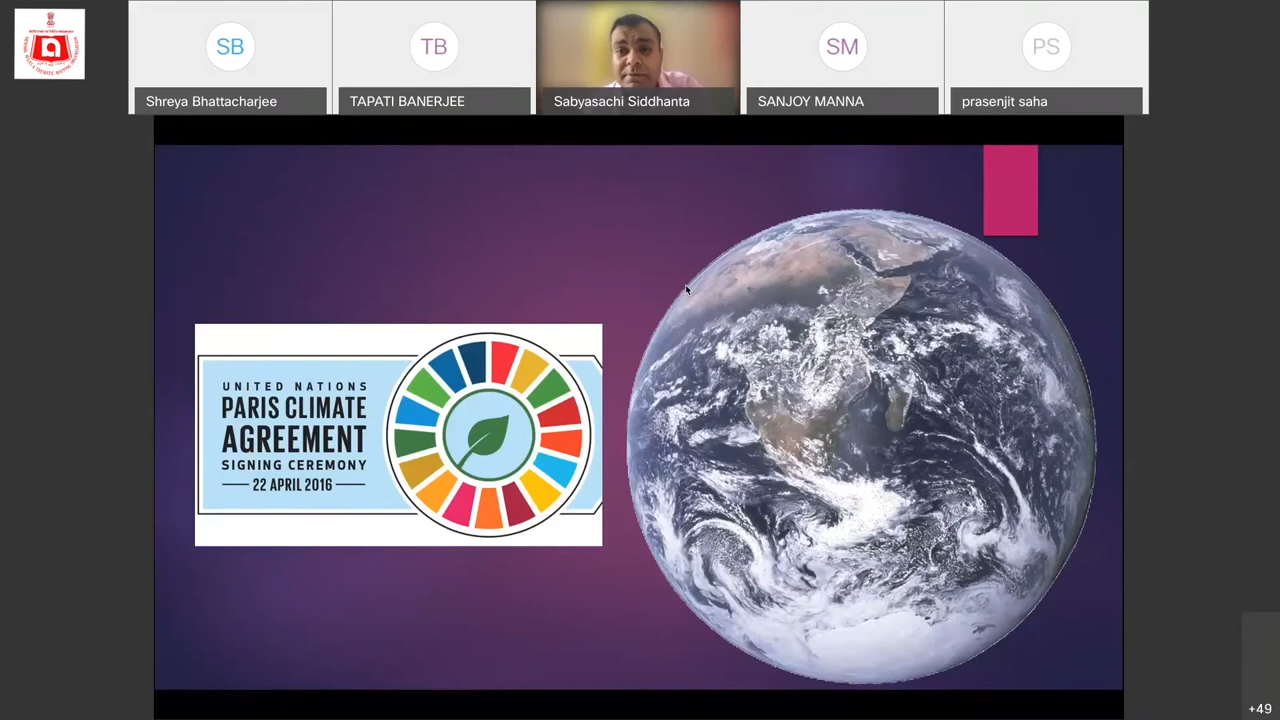 SB
TB
SM
PS
Shreya Bhattacharjee
TAPATI BANERJEE
Sabyasachi Siddhanta
SANJOY MANNA
prasenjit saha
UNITED NATIONS
PARIS CLIMATE
AGREEMENT
SIGNING CEREMONY
22 APRIL 2016
+49